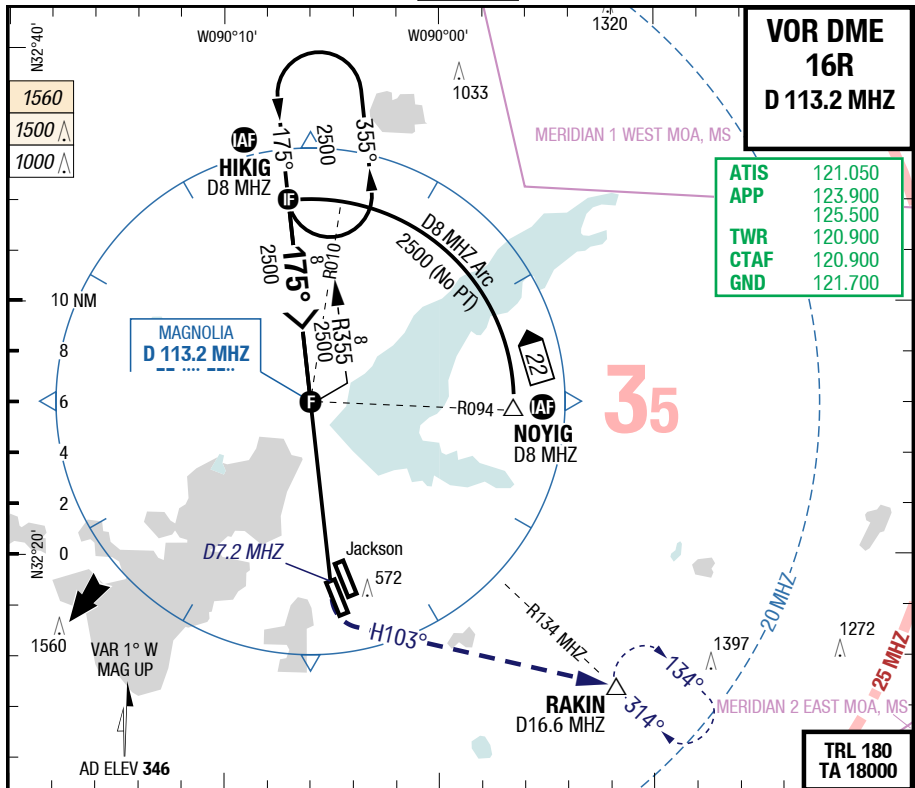 W090°10'
W090°00'
1320
N32°40'
VOR DME
16R
D 113.2 MHZ
1560
1500
1000
1033
MERIDIAN 1 WEST MOA, MS
IAF
HIKIG
D8 MHZ
175°
2500
355°
IF
ATIS 121.050
APP 123.900
125.500
TWR 120.900
CTAF 120.900
GND 121.700
D8 MHZ Arc
2500 (No PT)
175°
2500
8
R010
R355
8
2500
10 NM
8
6
4
2
0
MAGNOLIA
D 113.2 MHZ
F
22
R094
IAF
NOYIG
D8 MHZ
35
N32°20'
D7.2 MHZ
Jackson
572
H103°
R134 MHZ
20 MHZ
25 MHZ
1560
VAR 1° W
MAG UP
AD ELEV 346
1397
1272
134°
314°
RAKIN
D16.6 MHZ
MERIDIAN 2 EAST MOA, MS
TRL 180
TA 18000